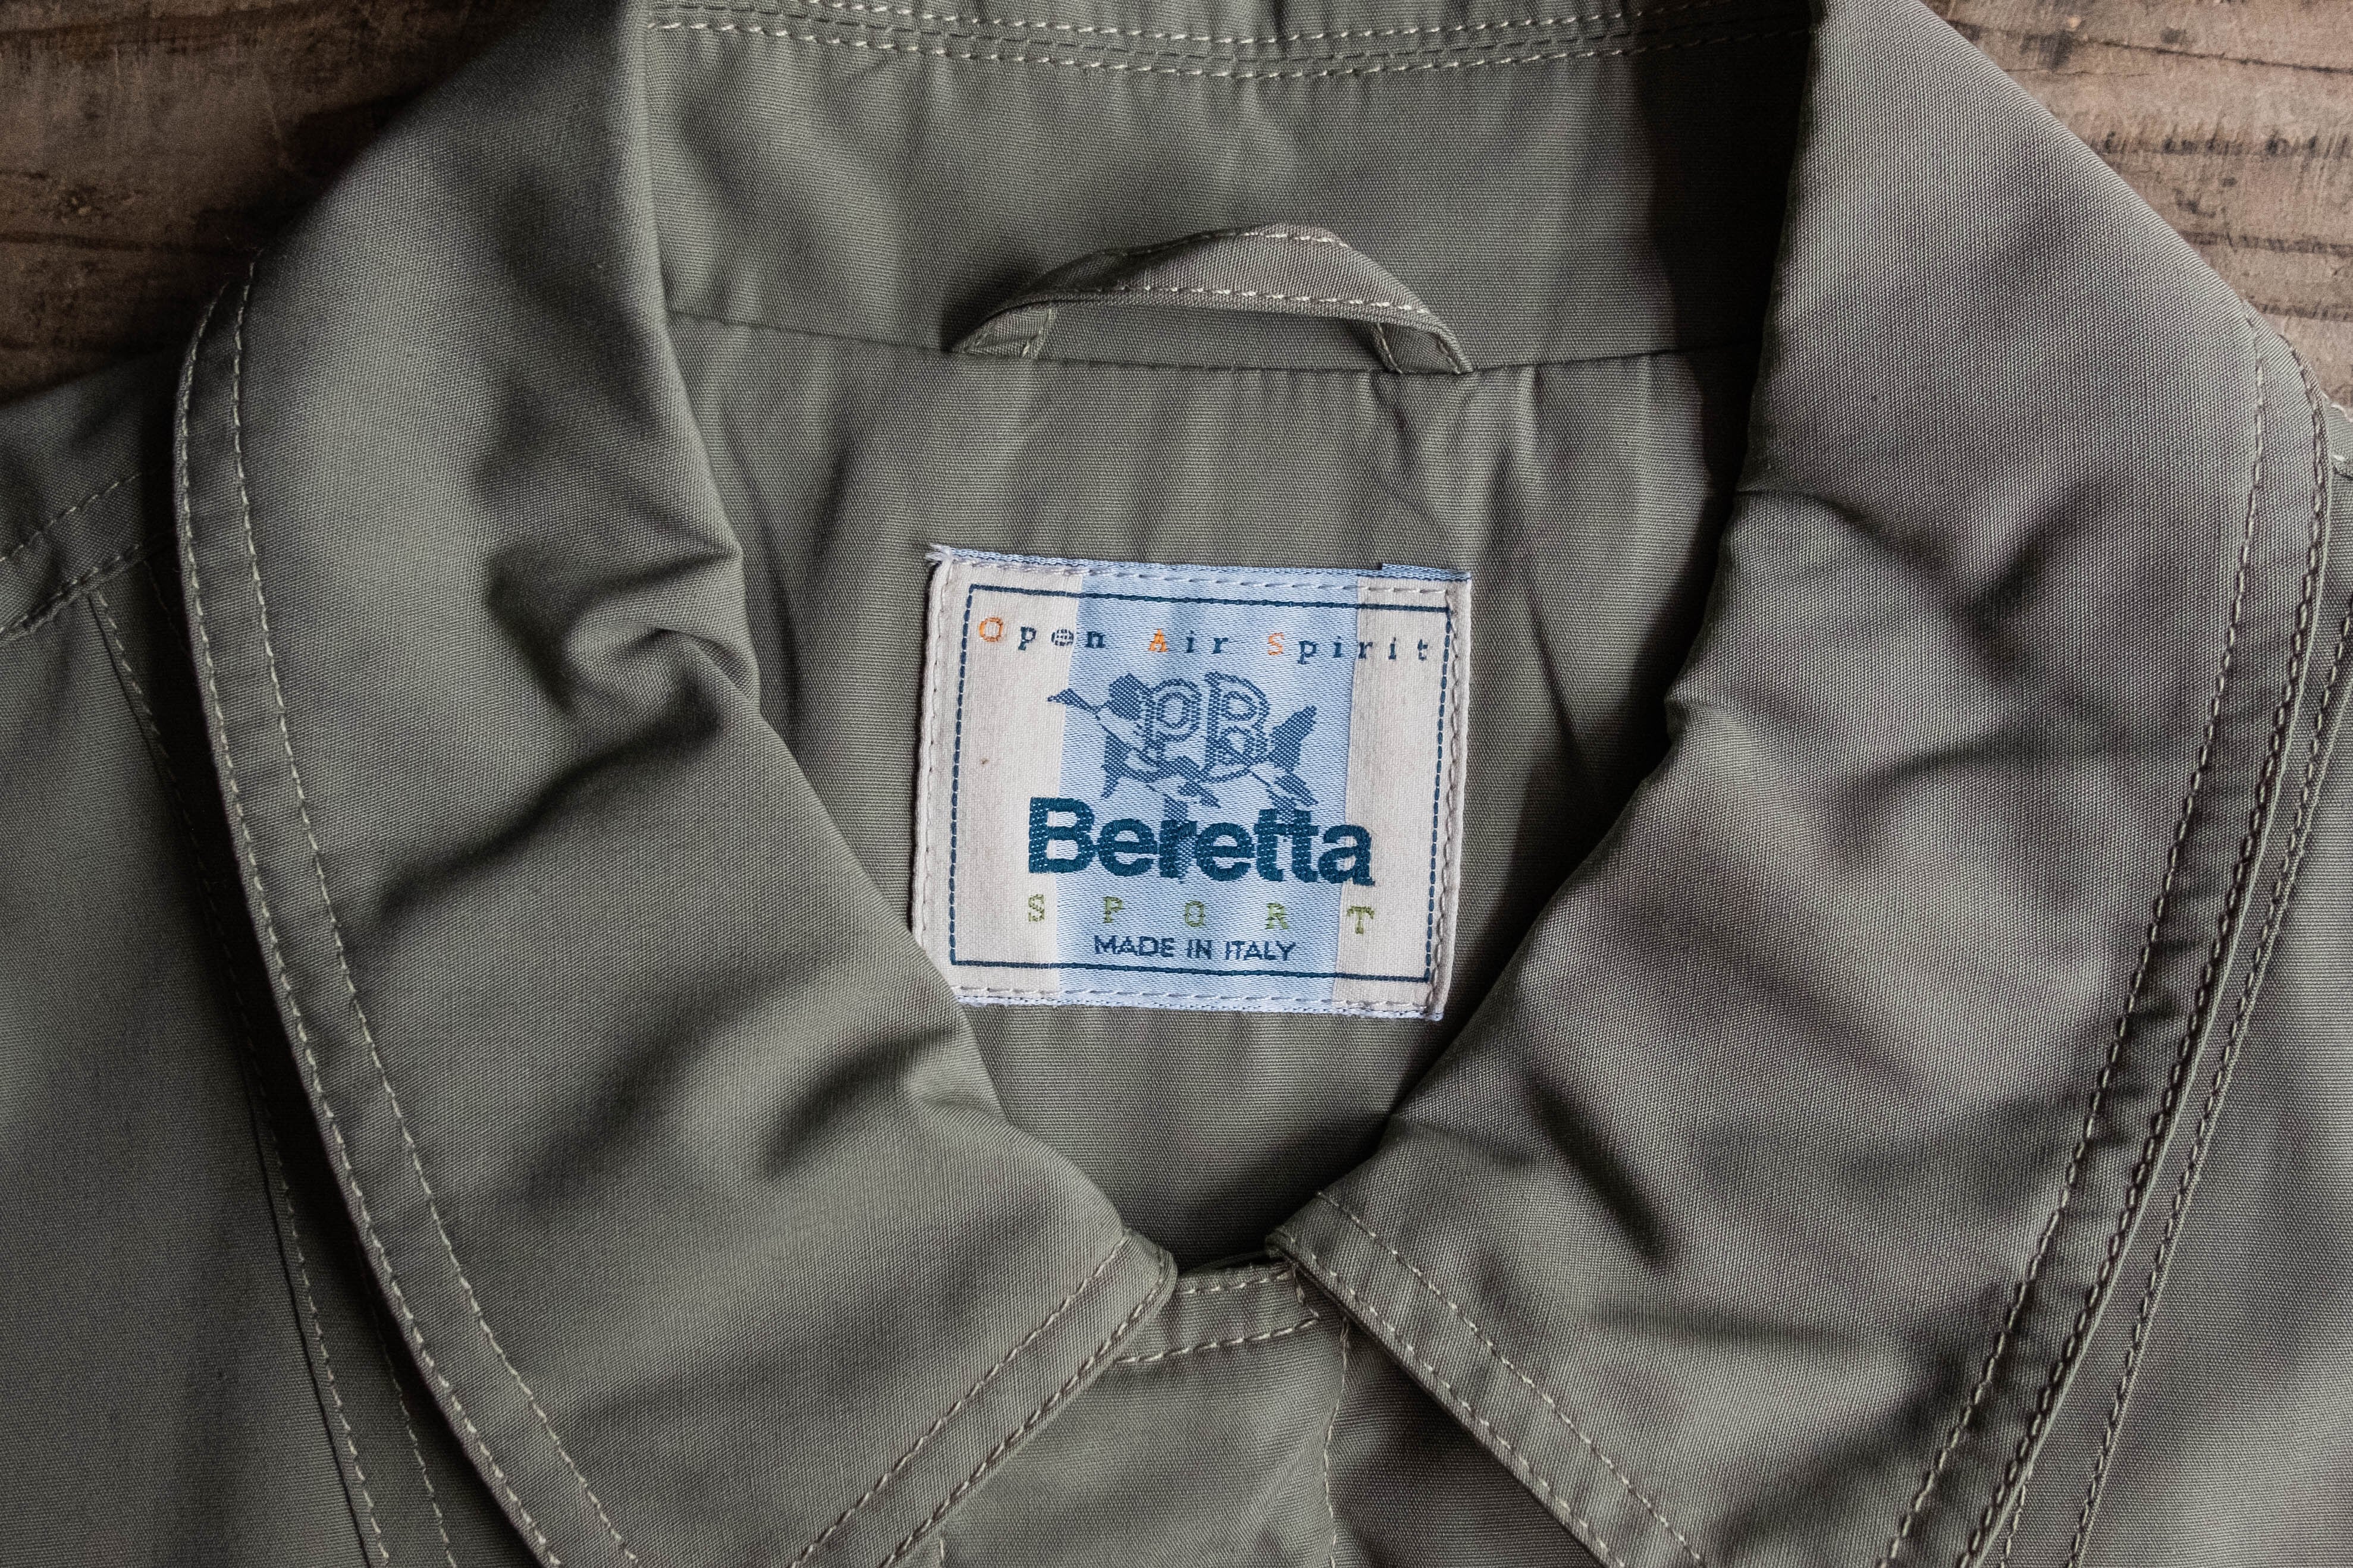 Open Air Spirit
PB
Beretta
SPORT
MADE IN ITALY